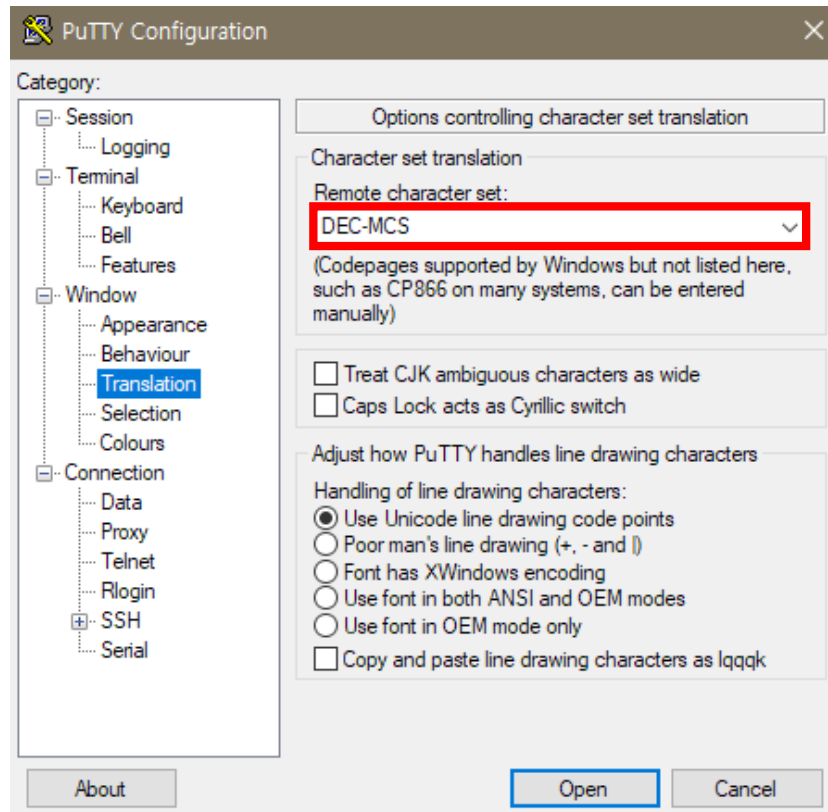 PuTTY Configuration
Category:
Session
Logging
Terminal
Keyboard
Bell
Features
Window
Appearance
Behaviour
Translation
Selection
Colours
Connection
Data
Proxy
Telnet
Rlogin
SSH
Serial
Options controlling character set translation
Character set translation
Remote character set:
DEC-MCS
(Codepages supported by Windows but not listed here,
such as CP866 on many systems, can be entered
manually)
Treat CJK ambiguous characters as wide
Caps Lock acts as Cyrillic switch
Adjust how PuTTY handles line drawing characters
Handling of line drawing characters:
Use Unicode line drawing code points
Poor man's line drawing (+, - and |)
Font has XWindows encoding
Use font in both ANSI and OEM modes
Use font in OEM mode only
Copy and paste line drawing characters as lqqqk
About
Open
Cancel